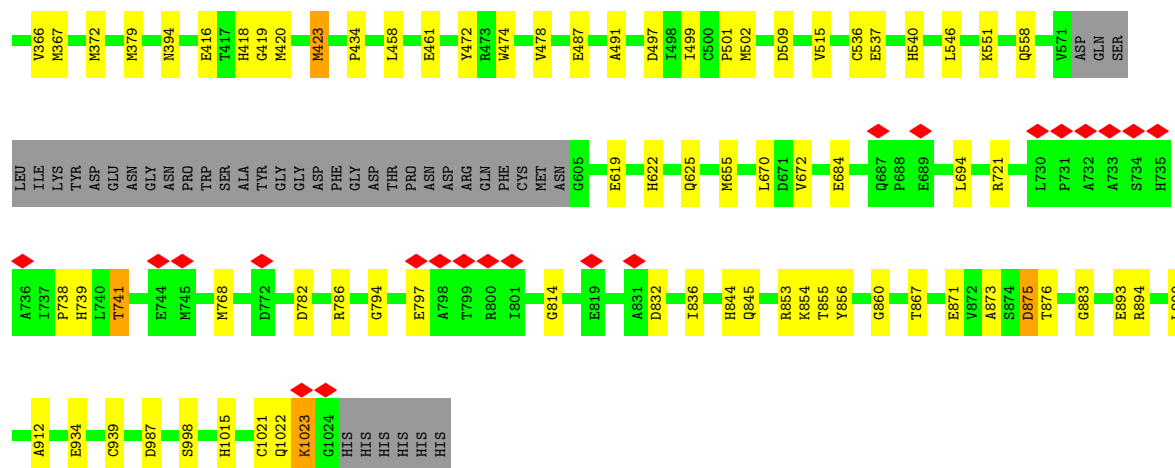 V366 M367 M372 M379 N394 E416 T417 H418 G419 M420 M423 P434 L458 E461 Y472 R473 W474 V478 E487 A491 D497 I498 I499 C500 P501 M502 D509 V515 C536 E537 H540 L546 K551 Q558 V571 ASP GLN SER
LEU ILE LYS TYR ASP GLU ASN GLY ASN PRO TRP SER ALA TYR GLY GLY ASP PHE GLY ASP THR PRO ASN ASP ARG GLN PHE CYS MET ASN G605 E619 H622 Q625 M655 L670 D671 V672 E684 Q687 P688 E689 L694 R721 L730 P731 A732 A733 S734 H735
A736 I737 P738 H739 L740 T741 E744 M745 M768 D772 D782 R786 G794 E797 A798 T799 R800 I801 G814 E819 A831 D832 I836 H844 Q845 R853 K854 T855 Y856 G860 T867 E871 V872 A873 S874 D875 T876 G883 E893 R894
A912 E934 C939 D987 S998 H1015 C1021 Q1022 K1023 G1024 HIS HIS HIS HIS HIS HIS